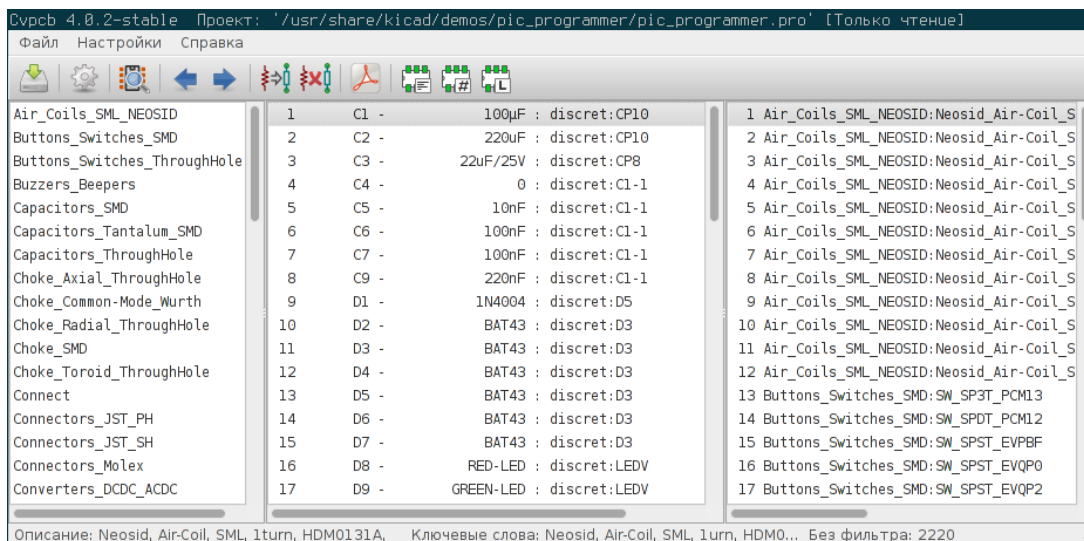 Cvpcb 4.0.2-stable Проект: '/usr/share/kicad/demos/pic_programmer/pic_programmer.pro' [Только чтение]
Файл Настройки Справка
Air_Coils_SML_NEOSID
Buttons_Switches_SMD
Buttons_Switches_ThroughHole
Buzzers_Beepers
Capacitors_SMD
Capacitors_Tantalum_SMD
Capacitors_ThroughHole
Choke_Axial_ThroughHole
Choke_Common-Mode_Wurth
Choke_Radial_ThroughHole
Choke_SMD
Choke_Toroid_ThroughHole
Connect
Connectors_JST_PH
Connectors_JST_SH
Connectors_Molex
Converters_DCDC_ACDC
1 C1 - 100µF : discret:CP10
2 C2 - 220uF : discret:CP10
3 C3 - 22uF/25V : discret:CP8
4 C4 - 0 : discret:C1-1
5 C5 - 10nF : discret:C1-1
6 C6 - 100nF : discret:C1-1
7 C7 - 100nF : discret:C1-1
8 C9 - 220nF : discret:C1-1
9 D1 - 1N4004 : discret:D5
10 D2 - BAT43 : discret:D3
11 D3 - BAT43 : discret:D3
12 D4 - BAT43 : discret:D3
13 D5 - BAT43 : discret:D3
14 D6 - BAT43 : discret:D3
15 D7 - BAT43 : discret:D3
16 D8 - RED-LED : discret:LEDV
17 D9 - GREEN-LED : discret:LEDV
1 Air_Coils_SML_NEOSID:Neosid_Air-Coil_S
2 Air_Coils_SML_NEOSID:Neosid_Air-Coil_S
3 Air_Coils_SML_NEOSID:Neosid_Air-Coil_S
4 Air_Coils_SML_NEOSID:Neosid_Air-Coil_S
5 Air_Coils_SML_NEOSID:Neosid_Air-Coil_S
6 Air_Coils_SML_NEOSID:Neosid_Air-Coil_S
7 Air_Coils_SML_NEOSID:Neosid_Air-Coil_S
8 Air_Coils_SML_NEOSID:Neosid_Air-Coil_S
9 Air_Coils_SML_NEOSID:Neosid_Air-Coil_S
10 Air_Coils_SML_NEOSID:Neosid_Air-Coil_S
11 Air_Coils_SML_NEOSID:Neosid_Air-Coil_S
12 Air_Coils_SML_NEOSID:Neosid_Air-Coil_S
13 Buttons_Switches_SMD:SW_SP3T_PCM13
14 Buttons_Switches_SMD:SW_SPDT_PCM12
15 Buttons_Switches_SMD:SW_SPST_EVPBF
16 Buttons_Switches_SMD:SW_SPST_EVQP0
17 Buttons_Switches_SMD:SW_SPST_EVQP2
Описание: Neosid, Air-Coil, SML, 1turn, HDM0131A, Ключевые слова: Neosid, Air-Coil, SML, 1urn, HDM0... Без фильтра: 2220